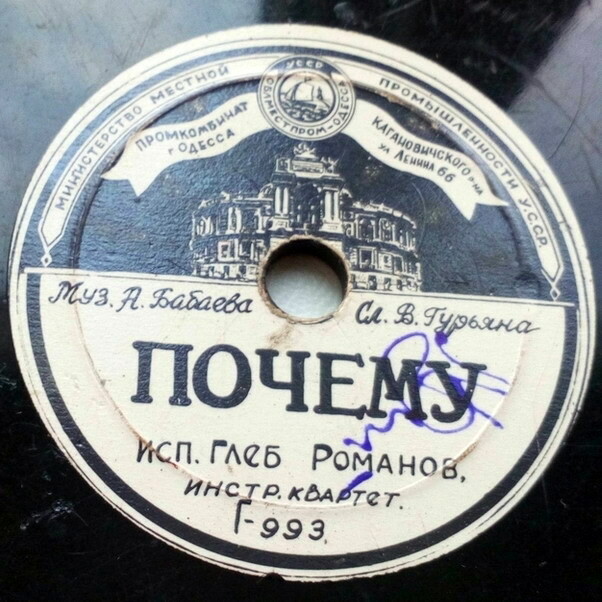 МИНИСТЕРСТВО МЕСТНОЙ ПРОМЫШЛЕННОСТИ УССР
УССР
ОБЛМЕСТПРОМ-ОДЕССА
ПРОМКОМБИНАТ
г ОДЕССА
КАГАНОВИЧСКОГО Р-НА
ул ЛЕНИНА 66
Муз. А. Бабаева
Сл. В. Гурьяна
ПОЧЕМУ
ИСП. ГЛЕБ РОМАНОВ,
ИНСТР. КВАРТЕТ.
Г-993